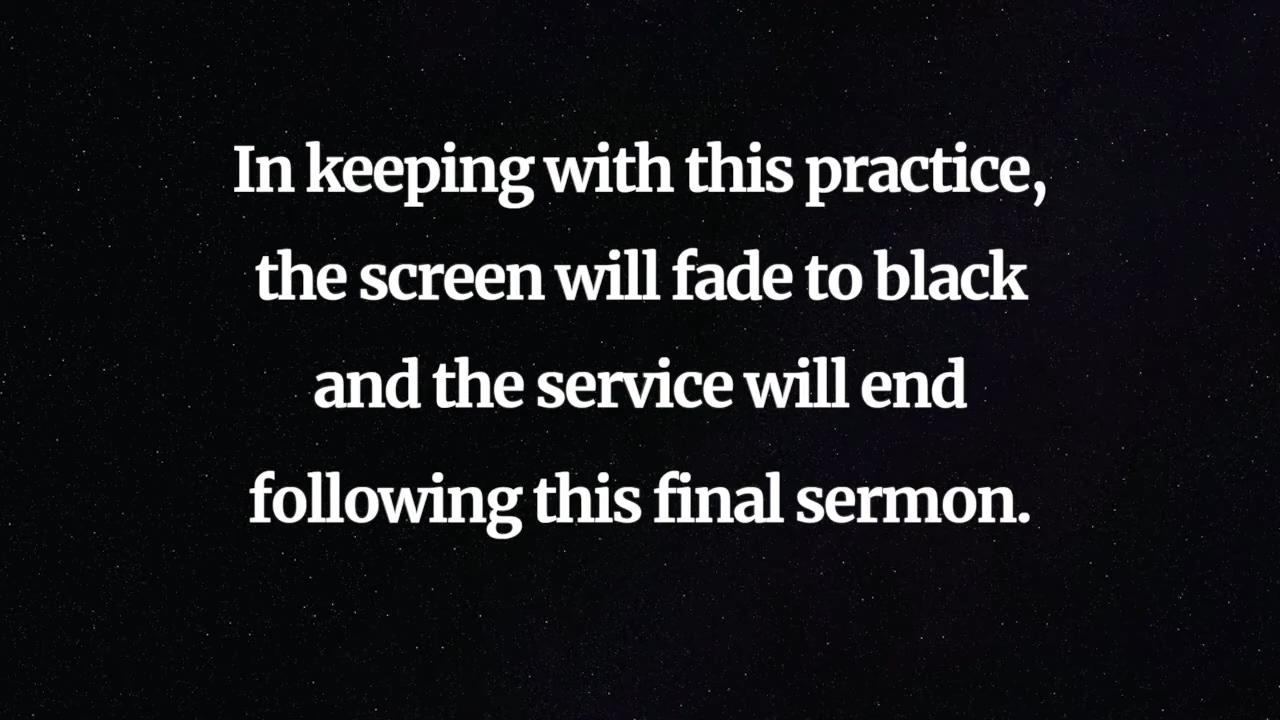 In keeping with this practice,
the screen will fade to black
and the service will end
following this final sermon.